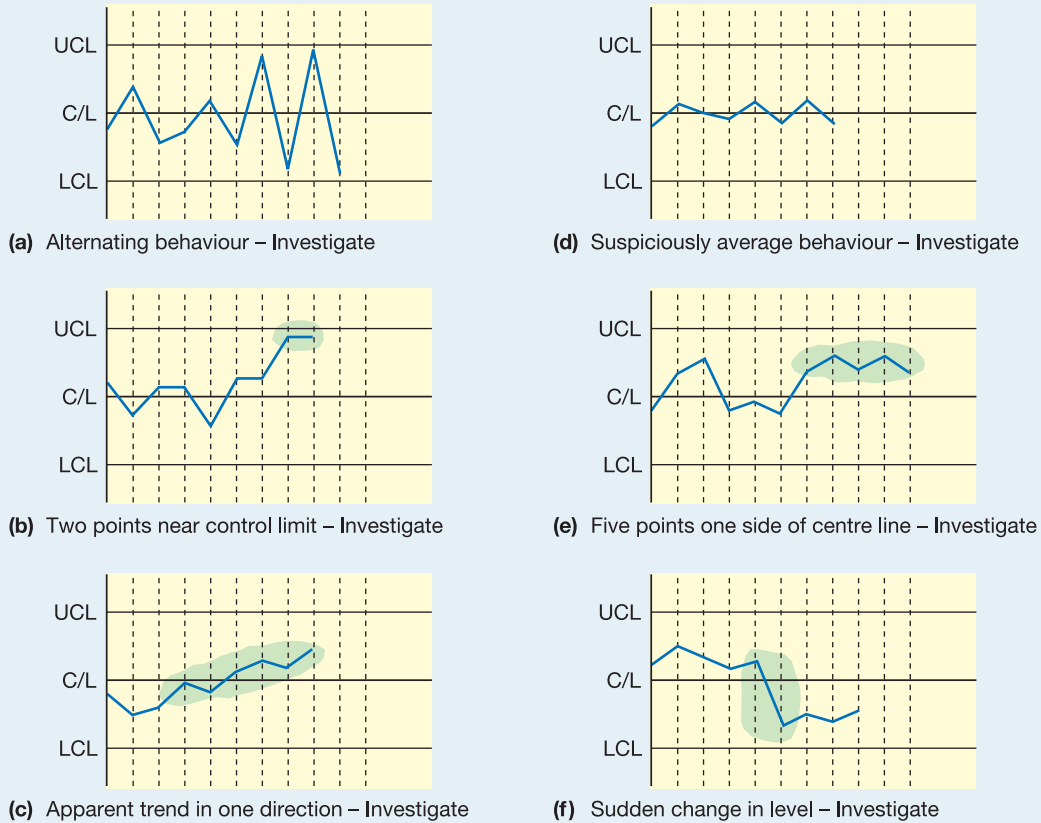 UCL
C/L
LCL
(a) Alternating behaviour – Investigate
UCL
C/L
LCL
(d) Suspiciously average behaviour – Investigate
UCL
C/L
LCL
(b) Two points near control limit – Investigate
UCL
C/L
LCL
(e) Five points one side of centre line – Investigate
UCL
C/L
LCL
(c) Apparent trend in one direction – Investigate
UCL
C/L
LCL
(f) Sudden change in level – Investigate